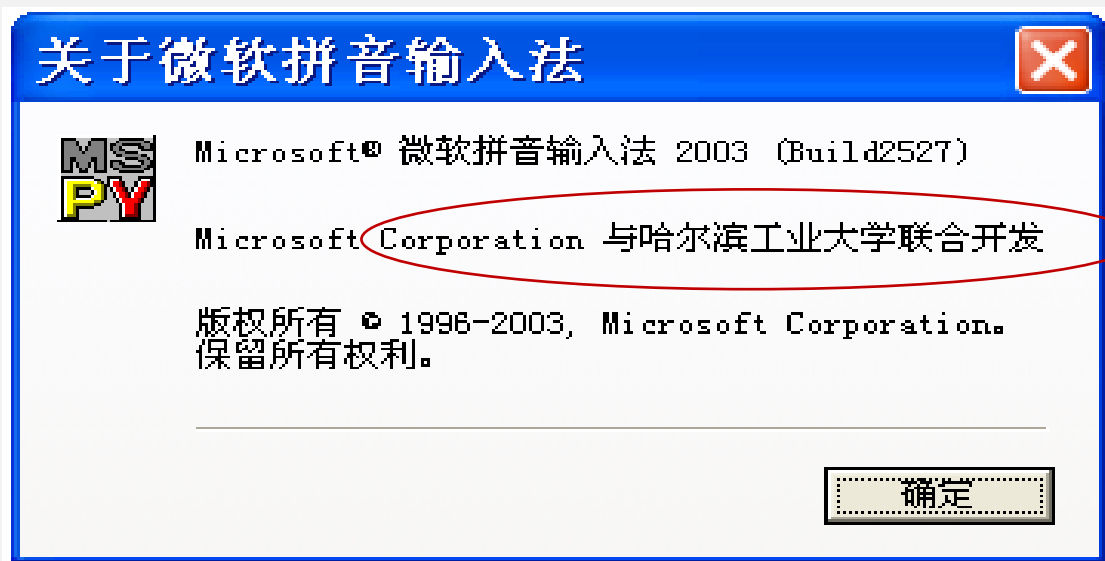 关于微软拼音输入法
MS
PY
Microsoft® 微软拼音输入法 2003 (Build2527)
Microsoft Corporation 与哈尔滨工业大学联合开发
版权所有 © 1996-2003, Microsoft Corporation。
保留所有权利。
确定